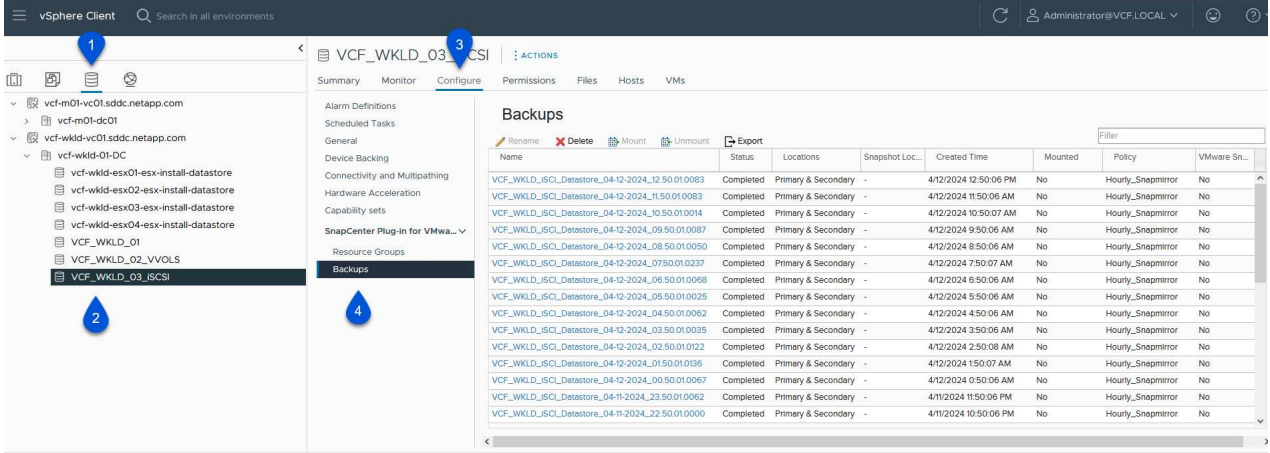 vSphere Client Search in all environments Administrator@VCF.LOCAL
1
3
VCF_WKLD_03_iSCSI ACTIONS
Summary Monitor Configure Permissions Files Hosts VMs
vcf-m01-vc01.sddc.netapp.com
vcf-m01-dc01
vcf-wkld-vc01.sddc.netapp.com
vcf-wkld-01-DC
vcf-wkld-esx01-esx-install-datastore
vcf-wkld-esx02-esx-install-datastore
vcf-wkld-esx03-esx-install-datastore
vcf-wkld-esx04-esx-install-datastore
VCF_WKLD_01
VCF_WKLD_02_VVOLS
VCF_WKLD_03_iSCSI
2
Alarm Definitions
Scheduled Tasks
General
Device Backing
Connectivity and Multipathing
Hardware Acceleration
Capability sets
SnapCenter Plug-in for VMwa...
Resource Groups
Backups
4
Backups
Rename Delete Mount Unmount Export Filter
Name Status Locations Snapshot Loc... Created Time Mounted Policy VMware Sn...
VCF_WKLD_iSCI_Datastore_04-12-2024_12.50.01.0083 Completed Primary & Secondary - 4/12/2024 12:50:06 PM No Hourly_Snapmirror No
VCF_WKLD_iSCI_Datastore_04-12-2024_11.50.01.0083 Completed Primary & Secondary - 4/12/2024 11:50:06 AM No Hourly_Snapmirror No
VCF_WKLD_iSCI_Datastore_04-12-2024_10.50.01.0014 Completed Primary & Secondary - 4/12/2024 10:50:07 AM No Hourly_Snapmirror No
VCF_WKLD_iSCI_Datastore_04-12-2024_09.50.01.0087 Completed Primary & Secondary - 4/12/2024 9:50:06 AM No Hourly_Snapmirror No
VCF_WKLD_iSCI_Datastore_04-12-2024_08.50.01.0050 Completed Primary & Secondary - 4/12/2024 8:50:06 AM No Hourly_Snapmirror No
VCF_WKLD_iSCI_Datastore_04-12-2024_07.50.01.0237 Completed Primary & Secondary - 4/12/2024 7:50:07 AM No Hourly_Snapmirror No
VCF_WKLD_iSCI_Datastore_04-12-2024_06.50.01.0068 Completed Primary & Secondary - 4/12/2024 6:50:06 AM No Hourly_Snapmirror No
VCF_WKLD_iSCI_Datastore_04-12-2024_05.50.01.0025 Completed Primary & Secondary - 4/12/2024 5:50:06 AM No Hourly_Snapmirror No
VCF_WKLD_iSCI_Datastore_04-12-2024_04.50.01.0062 Completed Primary & Secondary - 4/12/2024 4:50:06 AM No Hourly_Snapmirror No
VCF_WKLD_iSCI_Datastore_04-12-2024_03.50.01.0035 Completed Primary & Secondary - 4/12/2024 3:50:06 AM No Hourly_Snapmirror No
VCF_WKLD_iSCI_Datastore_04-12-2024_02.50.01.0122 Completed Primary & Secondary - 4/12/2024 2:50:08 AM No Hourly_Snapmirror No
VCF_WKLD_iSCI_Datastore_04-12-2024_01.50.01.0136 Completed Primary & Secondary - 4/12/2024 1:50:07 AM No Hourly_Snapmirror No
VCF_WKLD_iSCI_Datastore_04-12-2024_00.50.01.0067 Completed Primary & Secondary - 4/12/2024 0:50:06 AM No Hourly_Snapmirror No
VCF_WKLD_iSCI_Datastore_04-11-2024_23.50.01.0062 Completed Primary & Secondary - 4/11/2024 11:50:06 PM No Hourly_Snapmirror No
VCF_WKLD_iSCI_Datastore_04-11-2024_22.50.01.0000 Completed Primary & Secondary - 4/11/2024 10:50:06 PM No Hourly_Snapmirror No